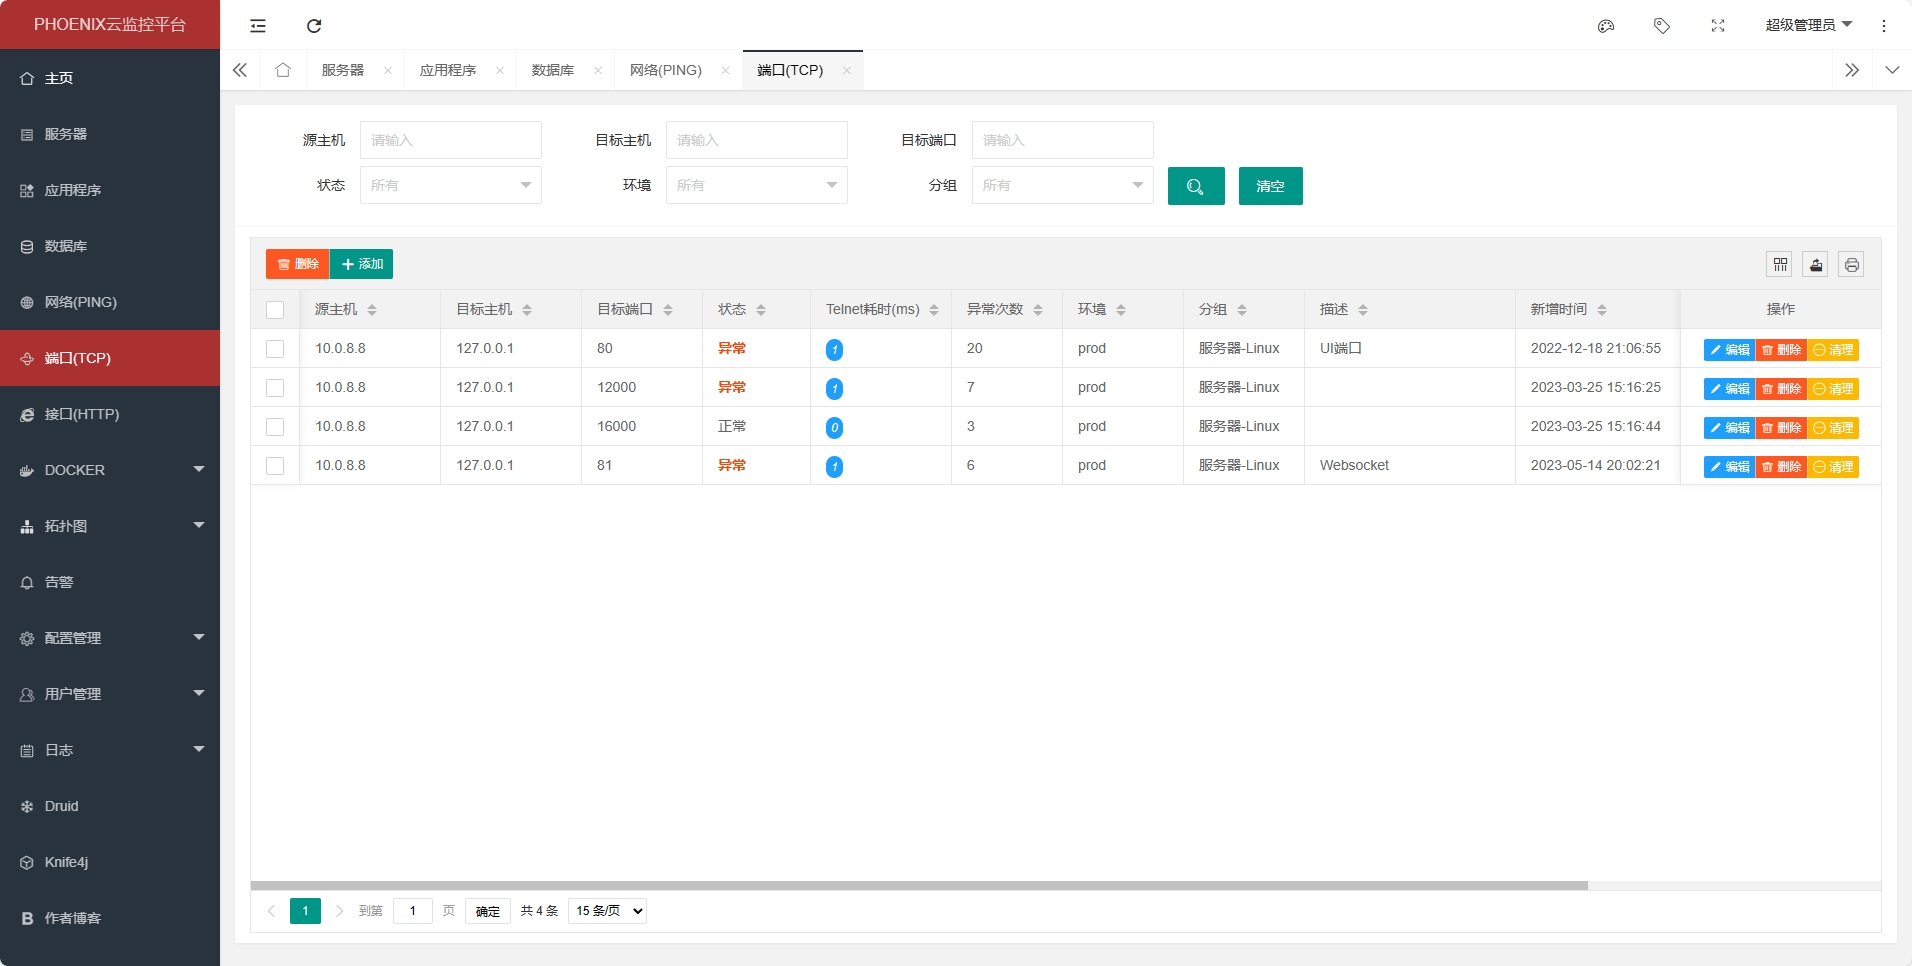 PHOENIX云监控平台
超级管理员
服务器
应用程序
数据库
网络(PING)
端口(TCP)
主页
服务器
应用程序
数据库
网络(PING)
端口(TCP)
接口(HTTP)
DOCKER
拓扑图
告警
配置管理
用户管理
日志
Druid
Knife4j
作者博客
源主机 请输入 目标主机 请输入 目标端口 请输入
状态 所有 环境 所有 分组 所有 清空
删除 添加
源主机 目标主机 目标端口 状态 Telnet耗时(ms) 异常次数 环境 分组 描述 新增时间 操作
10.0.8.8 127.0.0.1 80 异常 1 20 prod 服务器-Linux UI端口 2022-12-18 21:06:55 编辑 删除 清理
10.0.8.8 127.0.0.1 12000 异常 1 7 prod 服务器-Linux 2023-03-25 15:16:25 编辑 删除 清理
10.0.8.8 127.0.0.1 16000 正常 0 3 prod 服务器-Linux 2023-03-25 15:16:44 编辑 删除 清理
10.0.8.8 127.0.0.1 81 异常 1 6 prod 服务器-Linux Websocket 2023-05-14 20:02:21 编辑 删除 清理
1 到第 1 页 确定 共 4 条 15 条/页